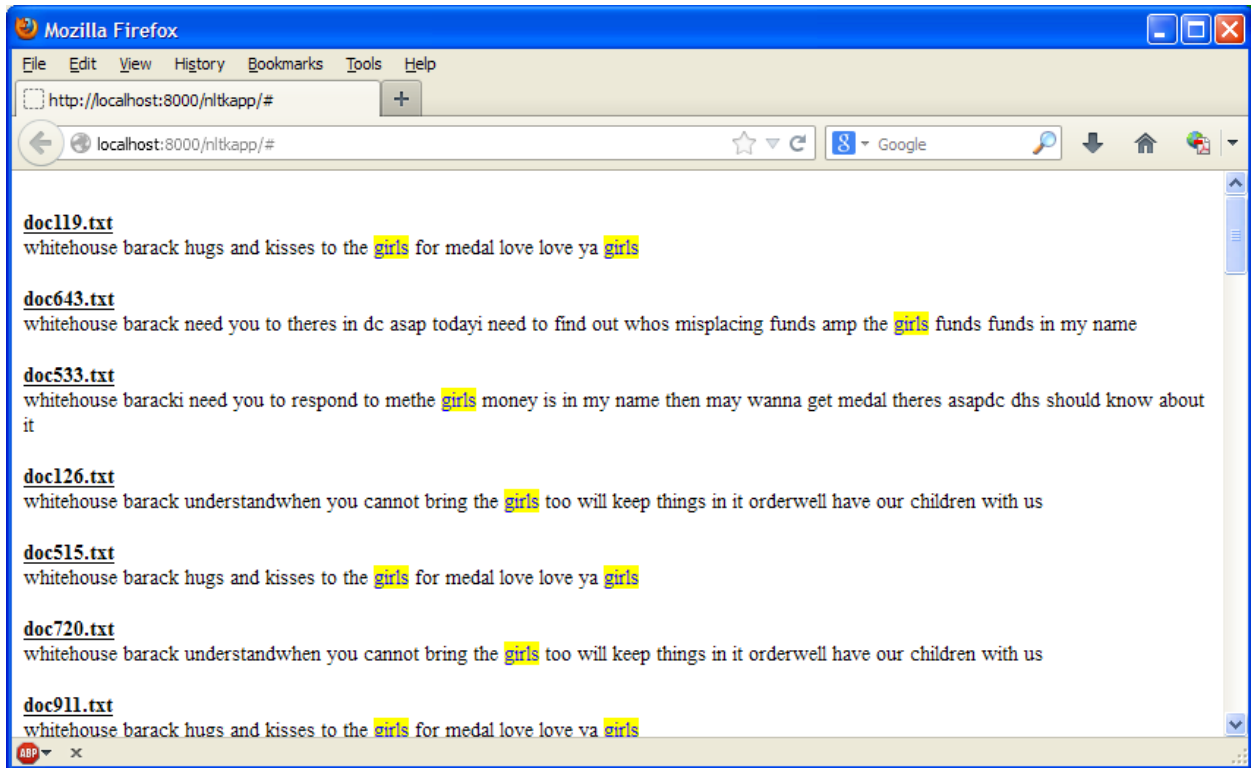 Mozilla Firefox
File Edit View History Bookmarks Tools Help
http://localhost:8000/nltkapp/#
localhost:8000/nltkapp/#
Google
doc119.txt
whitehouse barack hugs and kisses to the girls for medal love love ya girls
doc643.txt
whitehouse barack need you to theres in dc asap todayi need to find out whos misplacing funds amp the girls funds funds in my name
doc533.txt
whitehouse baracki need you to respond to methe girls money is in my name then may wanna get medal theres asapdc dhs should know about
it
doc126.txt
whitehouse barack understandwhen you cannot bring the girls too will keep things in it orderwell have our children with us
doc515.txt
whitehouse barack hugs and kisses to the girls for medal love love ya girls
doc720.txt
whitehouse barack understandwhen you cannot bring the girls too will keep things in it orderwell have our children with us
doc911.txt
whitehouse barack hugs and kisses to the girls for medal love love ya girls
ABP